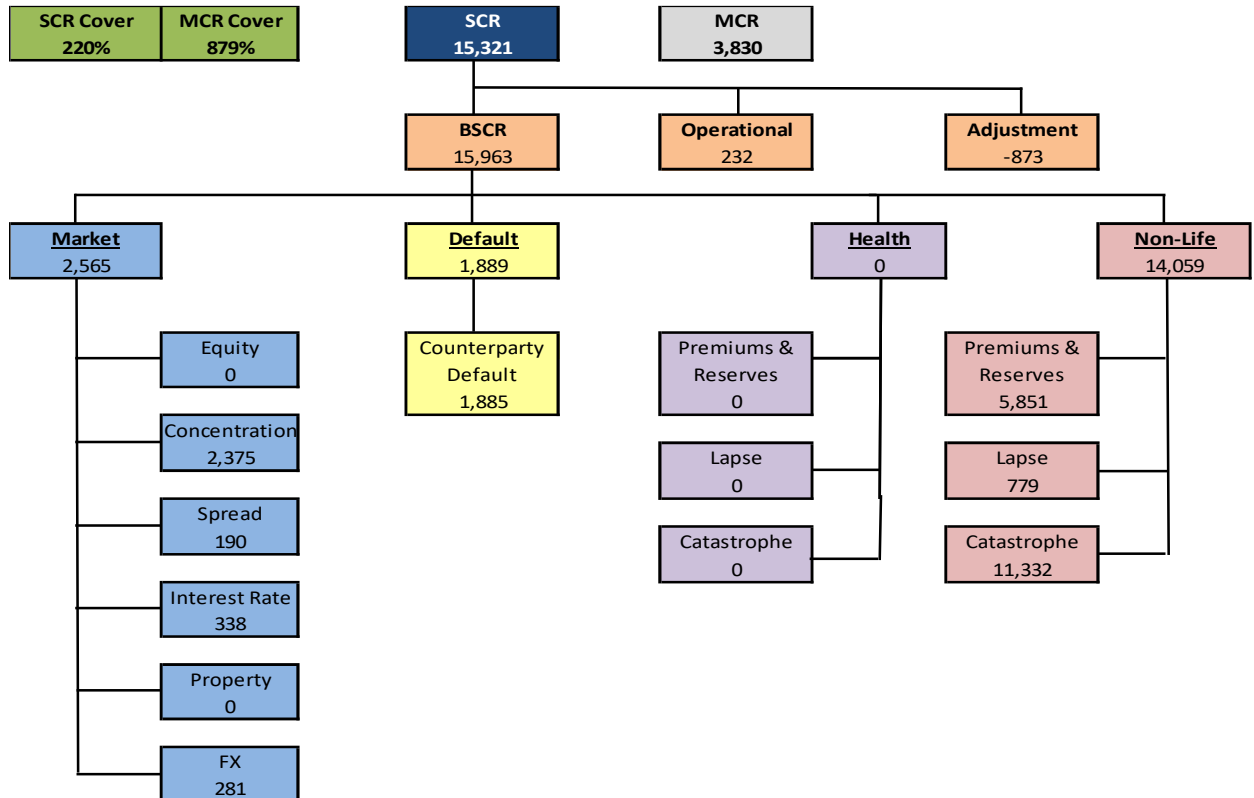 SCR Cover
220%
MCR Cover
879%
SCR
15,321
MCR
3,830
BSCR
15,963
Operational
232
Adjustment
-873
Market
2,565
Default
1,889
Health
0
Non-Life
14,059
Equity
0
Concentration
2,375
Spread
190
Interest Rate
338
Property
0
FX
281
Counterparty
Default
1,885
Premiums &
Reserves
0
Lapse
0
Catastrophe
0
Premiums &
Reserves
5,851
Lapse
779
Catastrophe
11,332